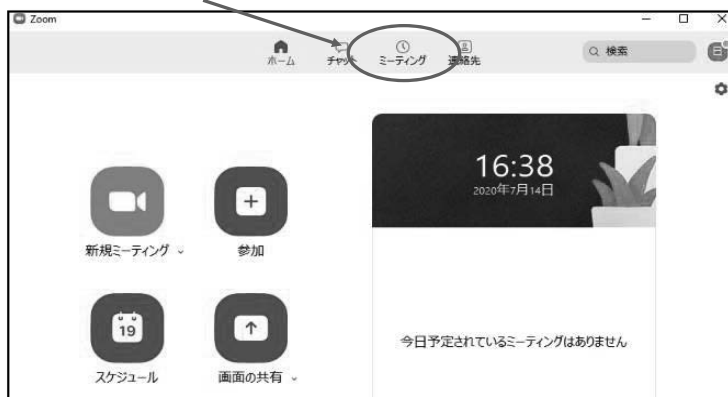 Zoom
ホーム
チャット
ミーティング
連絡先
検索
E
16:38
2020年7月14日
新規ミーティング
参加
19
スケジュール
画面の共有
今日予定されているミーティングはありません